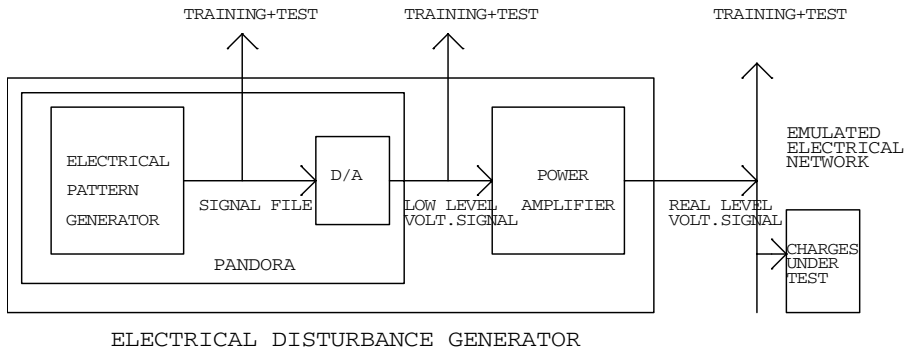 TRAINING+TEST
TRAINING+TEST
TRAINING+TEST
ELECTRICAL
PATTERN
GENERATOR
SIGNAL FILE
D/A
LOW LEVEL
VOLT.SIGNAL
POWER
AMPLIFIER
REAL LEVEL
VOLT.SIGNAL
EMULATED
ELECTRICAL
NETWORK
CHARGES
UNDER
TEST
PANDORA
ELECTRICAL DISTURBANCE GENERATOR